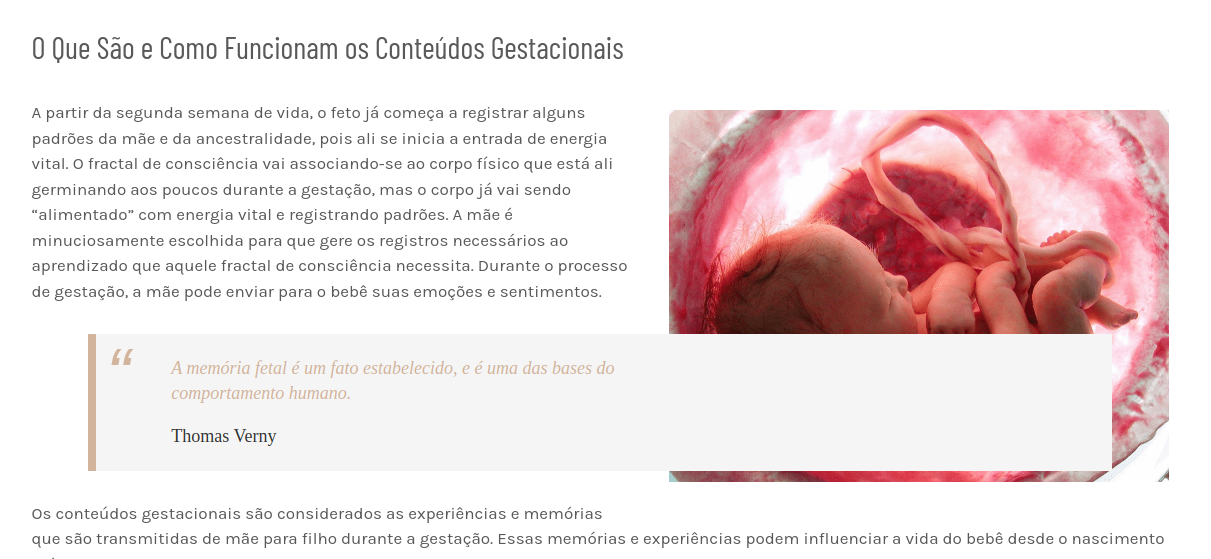 O Que São e Como Funcionam os Conteúdos Gestacionais
A partir da segunda semana de vida, o feto já começa a registrar alguns
padrões da mãe e da ancestralidade, pois ali se inicia a entrada de energia
vital. O fractal de consciência vai associando-se ao corpo físico que está ali
germinando aos poucos durante a gestação, mas o corpo já vai sendo
“alimentado” com energia vital e registrando padrões. A mãe é
minuciosamente escolhida para que gere os registros necessários ao
aprendizado que aquele fractal de consciência necessita. Durante o processo
de gestação, a mãe pode enviar para o bebê suas emoções e sentimentos.
“
A memória fetal é um fato estabelecido, e é uma das bases do
comportamento humano.
Thomas Verny
Os conteúdos gestacionais são considerados as experiências e memórias
que são transmitidas de mãe para filho durante a gestação. Essas memórias e experiências podem influenciar a vida do bebê desde o nascimento